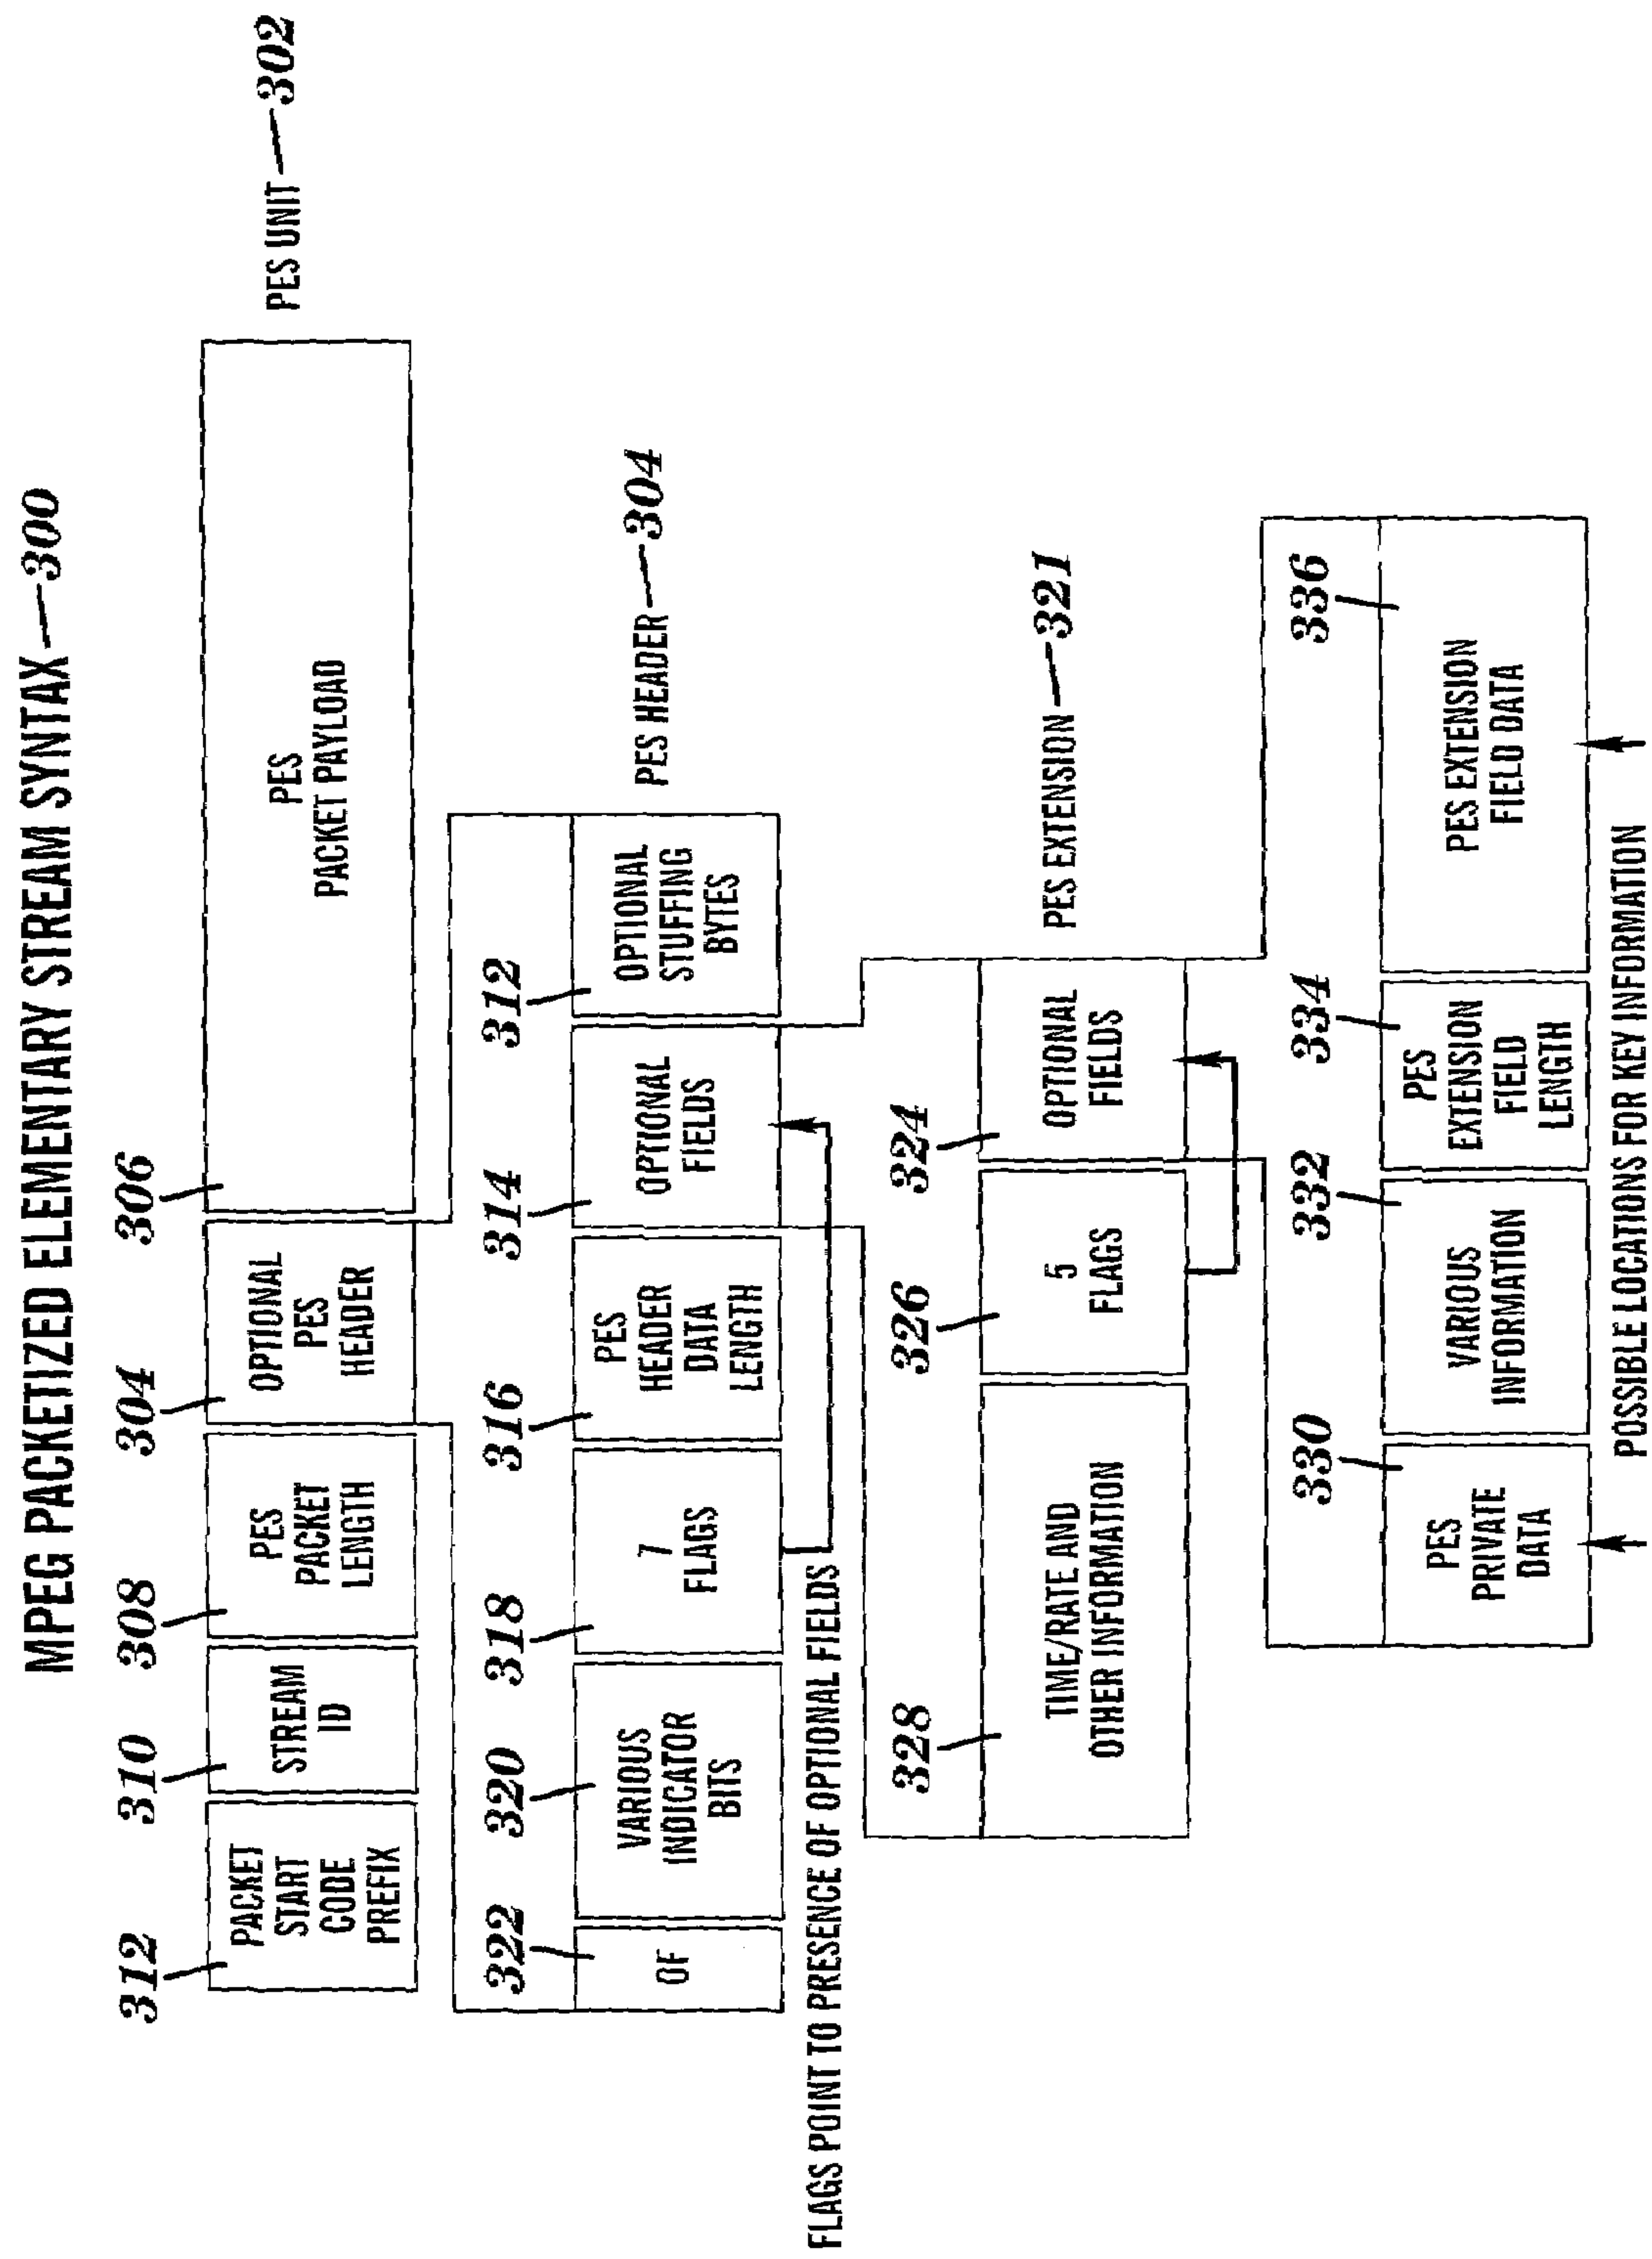 MPEG PACKETIZED ELEMENTARY STREAM SYNTAX—300
312
310
308
304
306
PACKET
START
CODE
PREFIX
STREAM
ID
PES
PACKET
LENGTH
OPTIONAL
PES
HEADER
PES
PACKET PAYLOAD
PES UNIT—302
322
320
318
316
314
312
OF
VARIOUS
INDICATOR
BITS
7
FLAGS
PES
HEADER
DATA
LENGTH
OPTIONAL
FIELDS
OPTIONAL
STUFFING
BYTES
PES HEADER—304
FLAGS POINT TO PRESENCE OF OPTIONAL FIELDS
328
326
324
TIME/RATE AND
OTHER INFORMATION
5
FLAGS
OPTIONAL
FIELDS
PES EXTENSION—321
330
332
334
336
PES
PRIVATE
DATA
VARIOUS
INFORMATION
PES
EXTENSION
FIELD
LENGTH
PES EXTENSION
FIELD DATA
POSSIBLE LOCATIONS FOR KEY INFORMATION